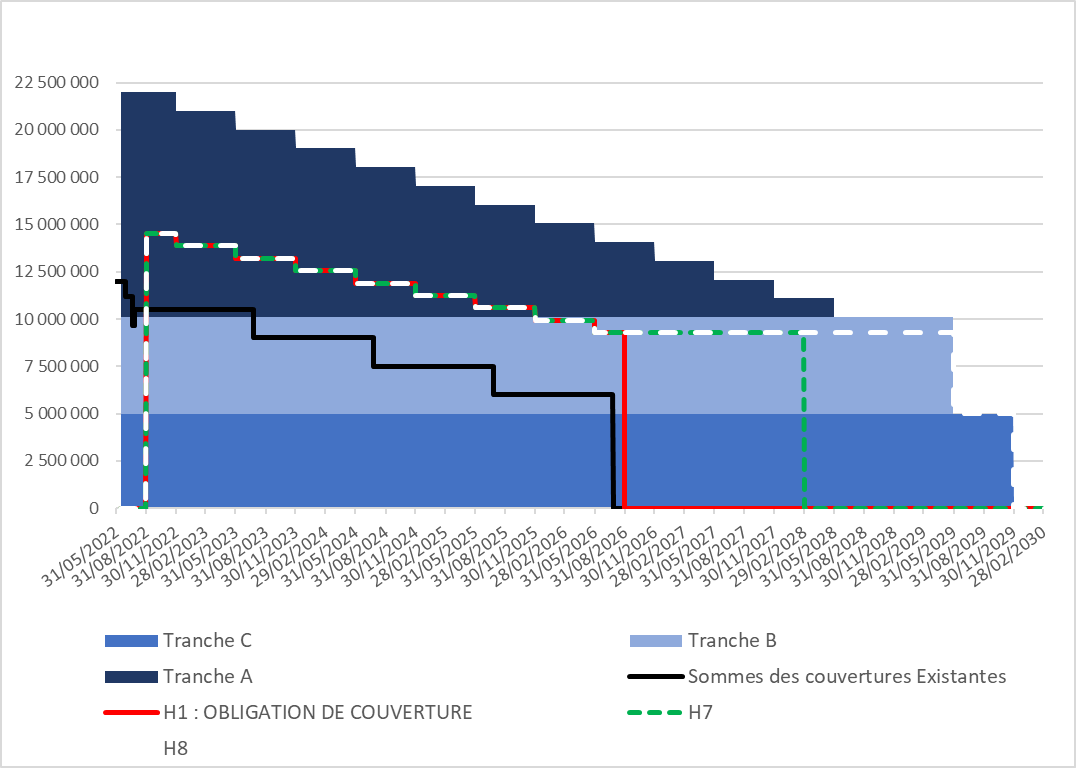 22 500 000
20 000 000
17 500 000
15 000 000
12 500 000
10 000 000
7 500 000
5 000 000
2 500 000
0
31/05/2022
31/08/2022
30/11/2022
28/02/2023
31/05/2023
31/08/2023
30/11/2023
29/02/2024
31/05/2024
31/08/2024
30/11/2024
28/02/2025
31/05/2025
31/08/2025
30/11/2025
28/02/2026
31/05/2026
31/08/2026
30/11/2026
28/02/2027
31/05/2027
31/08/2027
30/11/2027
29/02/2028
31/05/2028
31/08/2028
30/11/2028
28/02/2029
31/05/2029
31/08/2029
30/11/2029
28/02/2030
Tranche C
Tranche B
Tranche A
Sommes des couvertures Existantes
H1 : OBLIGATION DE COUVERTURE
H7
H8